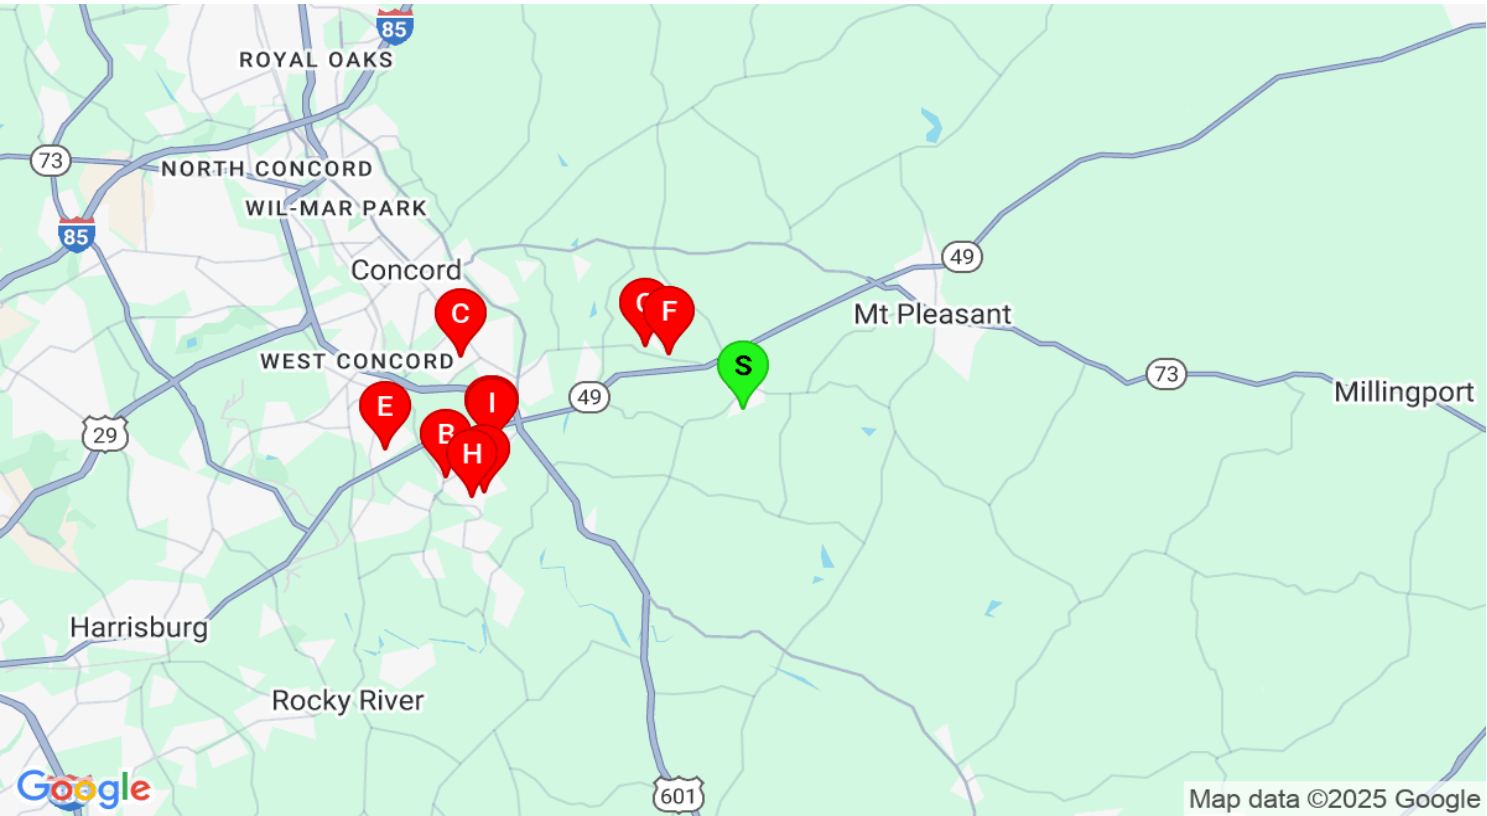 85
ROYAL OAKS
73
NORTH CONCORD
WIL-MAR PARK
85
49
Concord
C
F
Mt Pleasant
WEST CONCORD
S
73
E
I
49
Millingport
29
B
H
Harrisburg
Rocky River
Google
601
Map data ©2025 Google